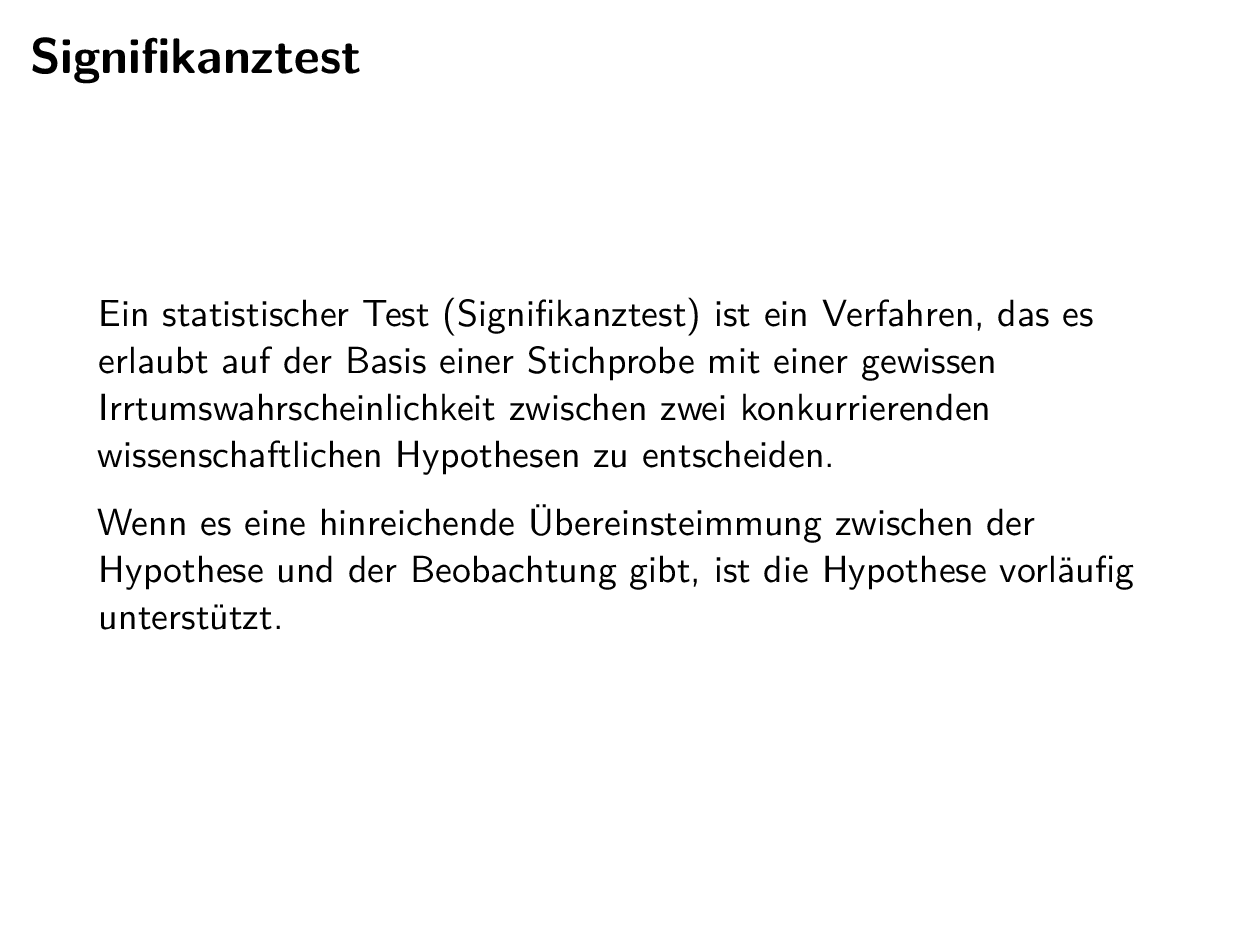 Signifikanztest
Ein statistischer Test (Signifikanztest) ist ein Verfahren, das es
erlaubt auf der Basis einer Stichprobe mit einer gewissen
Irrtumswahrscheinlichkeit zwischen zwei konkurrierenden
wissenschaftlichen Hypothesen zu entscheiden.
Wenn es eine hinreichende Übereinsteimmung zwischen der
Hypothese und der Beobachtung gibt, ist die Hypothese vorläufig
unterstützt.